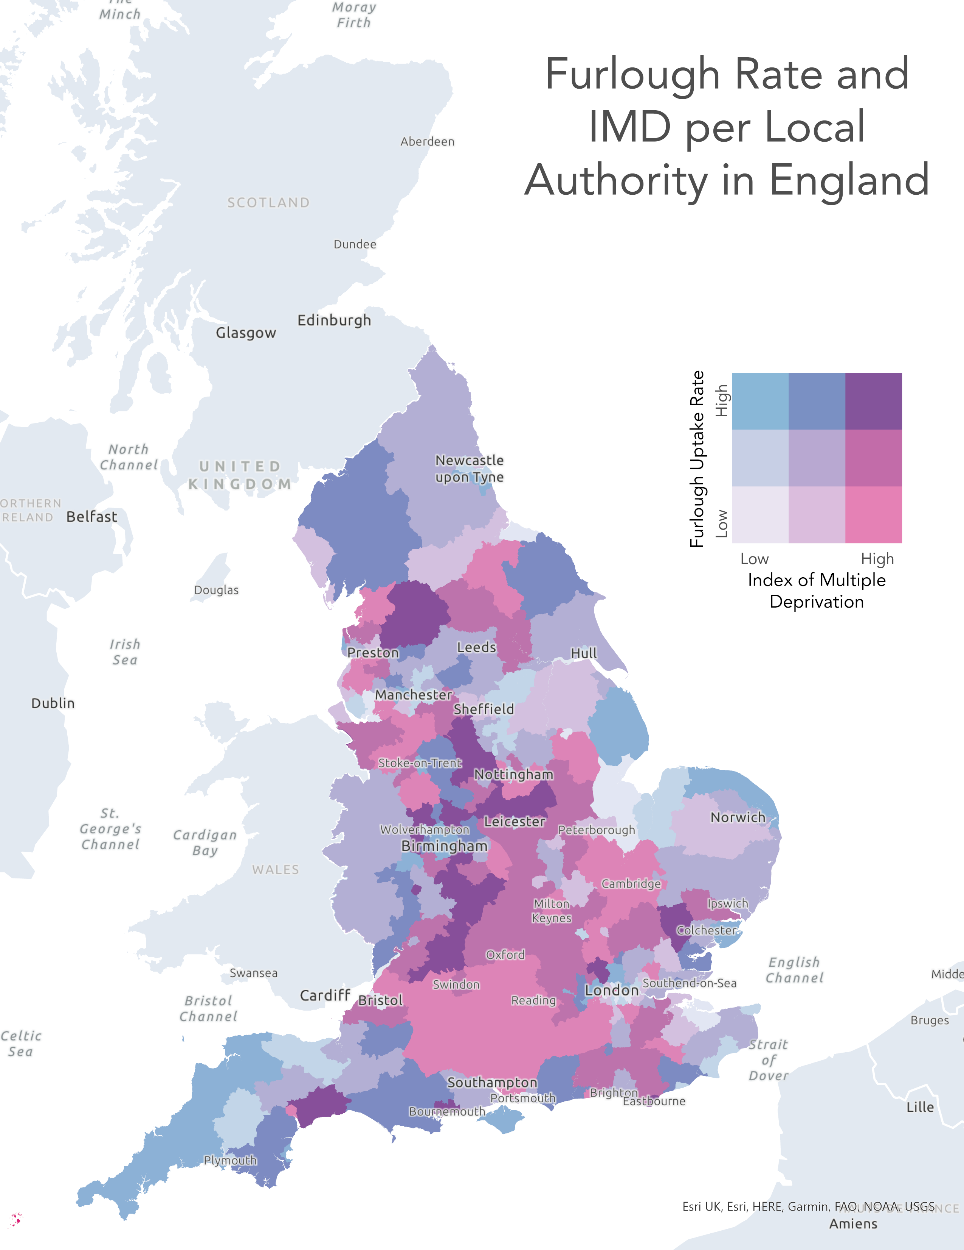 The
Minch
Moray
Firth
Furlough Rate and
IMD per Local
Authority in England
Aberdeen
SCOTLAND
Dundee
Edinburgh
Glasgow
High
Furlough Uptake Rate
Low
Low
High
Index of Multiple
Deprivation
North
Channel
UNITED
KINGDOM
Newcastle
upon Tyne
ORTHERN
RELAND
Belfast
Douglas
Irish
Sea
Preston
Leeds
Hull
Manchester
Dublin
Sheffield
Stoke-on-Trent
Nottingham
St.
George's
Channel
Cardigan
Bay
Wolverhampton
Leicester
Peterborough
Norwich
Birmingham
WALES
Cambridge
Milton
Keynes
Ipswich
Colchester
Oxford
English
Channel
Swansea
Swindon
Southend-on-Sea
Cardiff
Bristol
Reading
London
Bristol
Channel
Midde
Bruges
Celtic
Sea
Strait
of
Dover
Southampton
Portsmouth
Brighton
Eastbourne
Bournemouth
Lille
Plymouth
Esri UK, Esri, HERE, Garmin, FAO, NOAA, USGS
Amiens